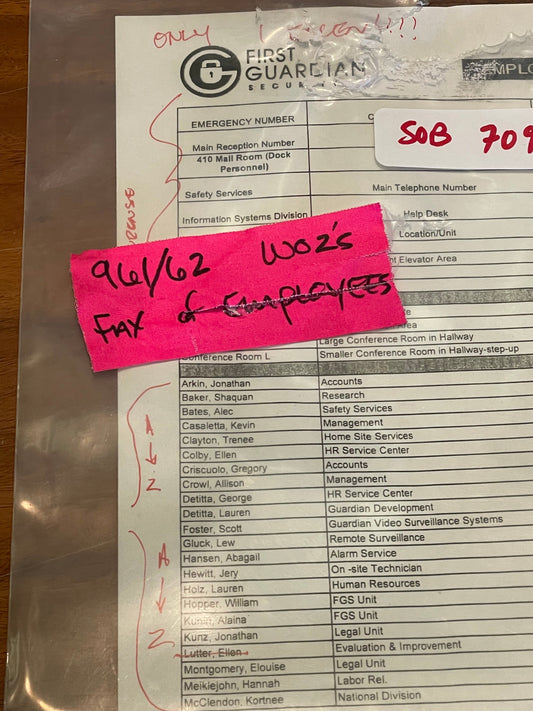 ONLY 1 !!!
FIRST
GUARDIAN
SECURI
EMPLO
EMERGENCY NUMBER C
SOB 709
Main Reception Number
410 Mail Room (Dock
Personnel)
Safety Services Main Telephone Number
Information Systems Division Help Desk
Location/Unit
961/62 WOZ's
nt Elevator Area
FAX of EMPLOYEES
Area
Large Conference Room in Hallway
Conference Room L Smaller Conference Room in Hallway-step-up
Arkin, Jonathan Accounts
Baker, Shaquan Research
Bates, Alec Safety Services
Casaletta, Kevin Management
Clayton, Trenee Home Site Services
Colby, Ellen HR Service Center
Criscuolo, Gregory Accounts
Crowl, Allison Management
Detitta, George HR Service Center
Detitta, Lauren Guardian Development
Foster, Scott Guardian Video Surveillance Systems
Gluck, Lew Remote Surveillance
Hansen, Abagail Alarm Service
Hewitt, Jery On -site Technician
Holz, Lauren Human Resources
Hopper, William FGS Unit
Kunin, Alaina FGS Unit
Kunz, Jonathan Legal Unit
Lutter, Ellen Evaluation & Improvement
Montgomery, Elouise Legal Unit
Meikiejohn, Hannah Labor Rel.
McClendon, Kortnee National Division
A
Z
A
Z